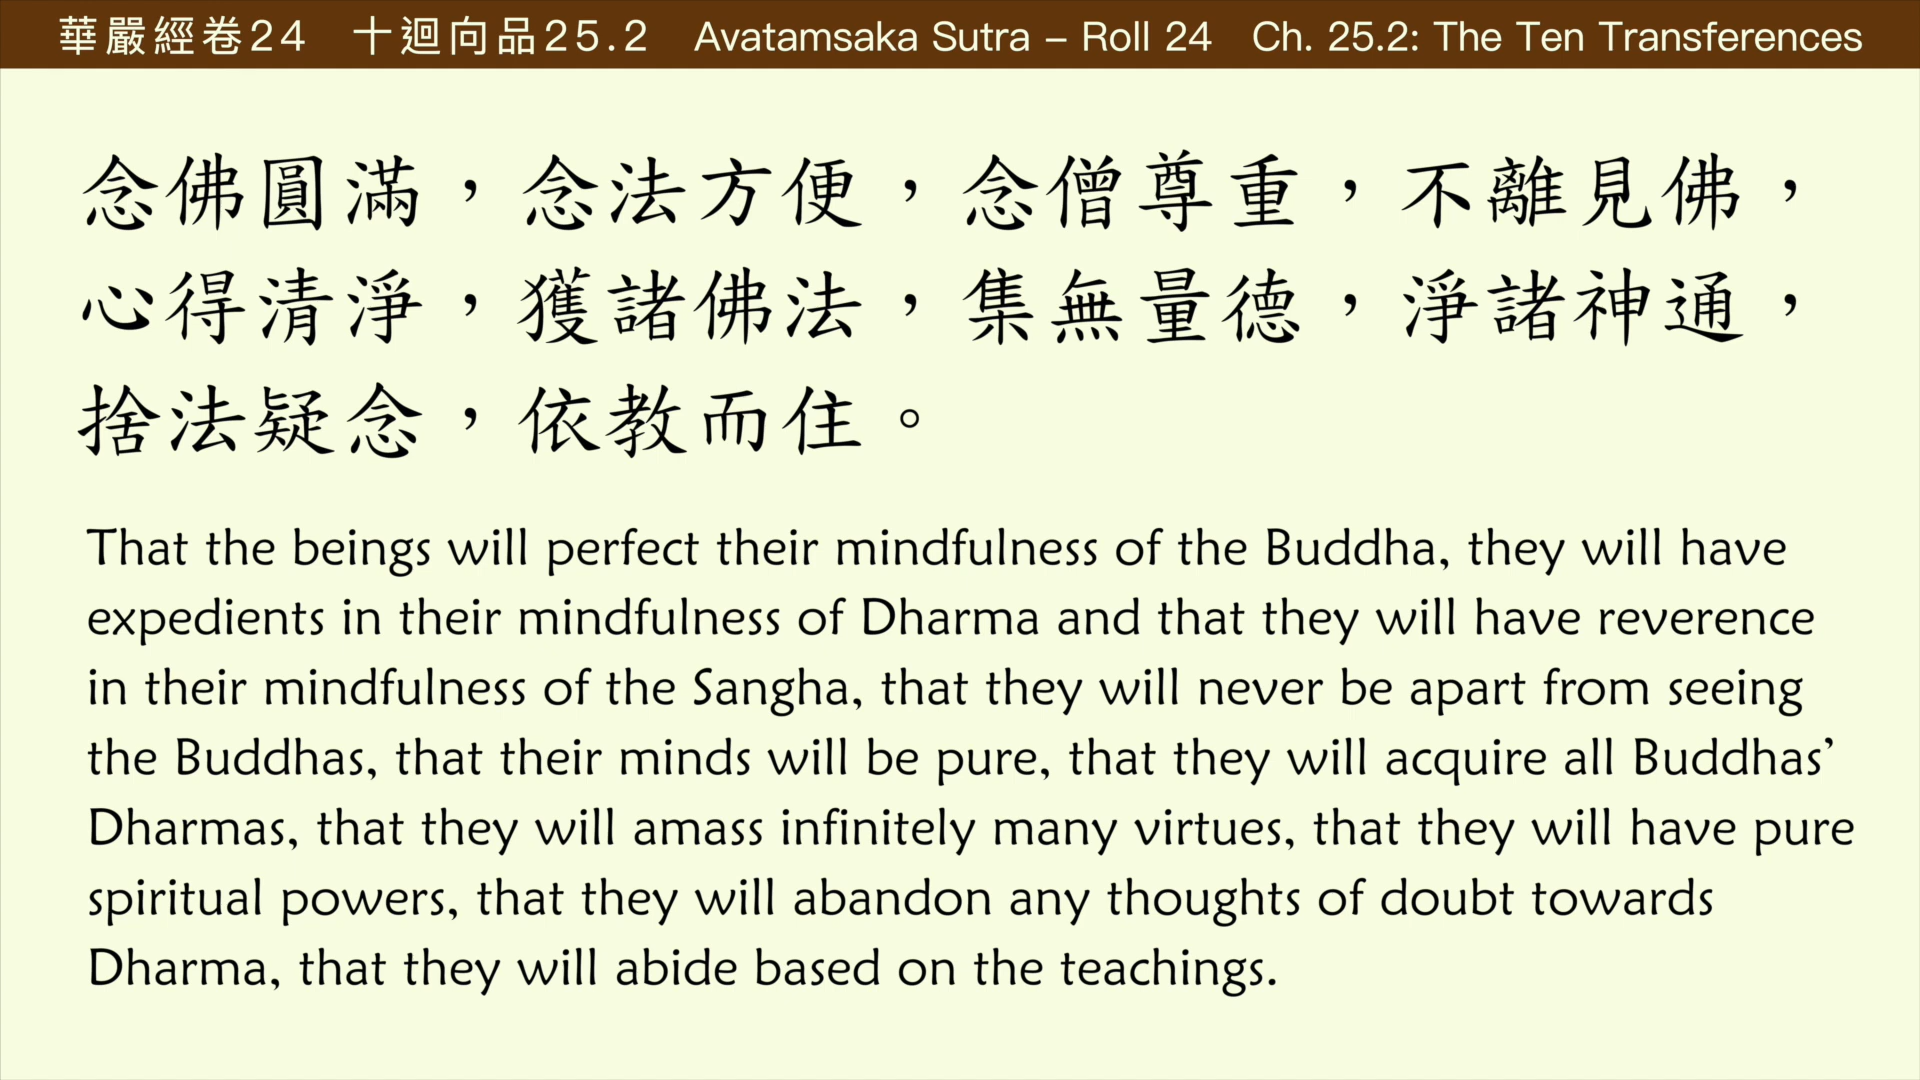 華嚴經卷24 十迴向品25.2 Avatamsaka Sutra – Roll 24 Ch. 25.2: The Ten Transferences
念佛圓滿，念法方便，念僧尊重，不離見佛，
心得清淨，獲諸佛法，集無量德，淨諸神通，
捨法疑念，依教而住。
That the beings will perfect their mindfulness of the Buddha, they will have
expedients in their mindfulness of Dharma and that they will have reverence
in their mindfulness of the Sangha, that they will never be apart from seeing
the Buddhas, that their minds will be pure, that they will acquire all Buddhas’
Dharmas, that they will amass infinitely many virtues, that they will have pure
spiritual powers, that they will abandon any thoughts of doubt towards
Dharma, that they will abide based on the teachings.